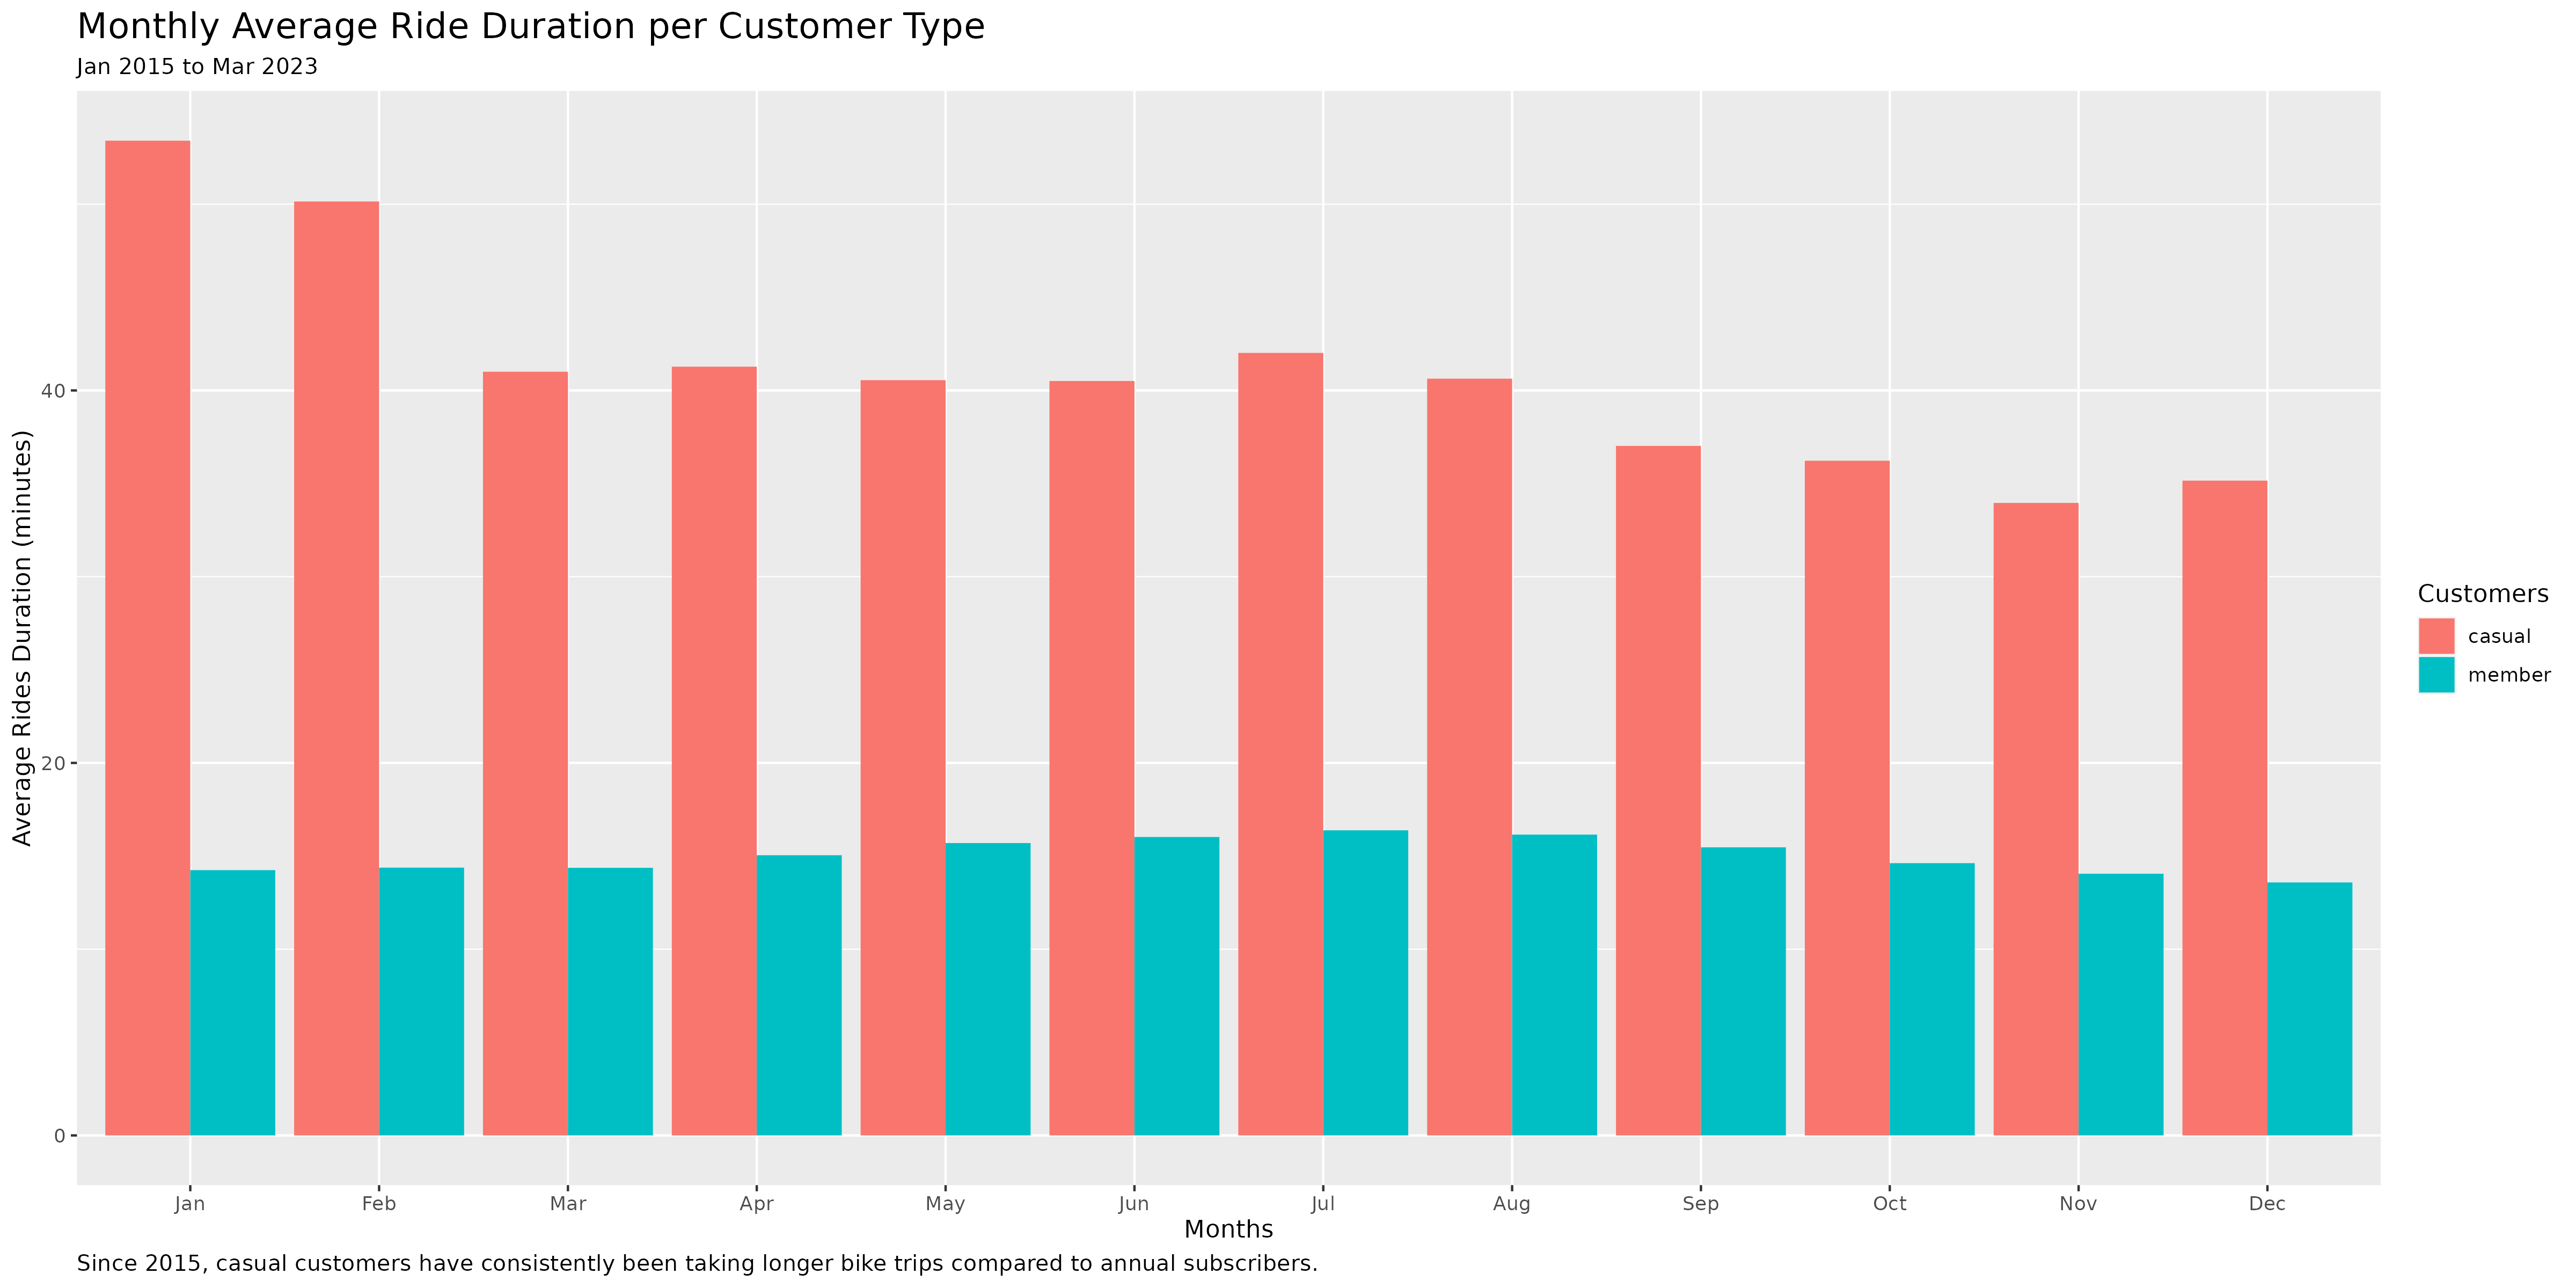 Monthly Average Ride Duration per Customer Type
Jan 2015 to Mar 2023
Average Rides Duration (minutes)
40
20
0
Jan Feb Mar Apr May Jun Jul Aug Sep Oct Nov Dec
Months
Customers
casual
member
Since 2015, casual customers have consistently been taking longer bike trips compared to annual subscribers.